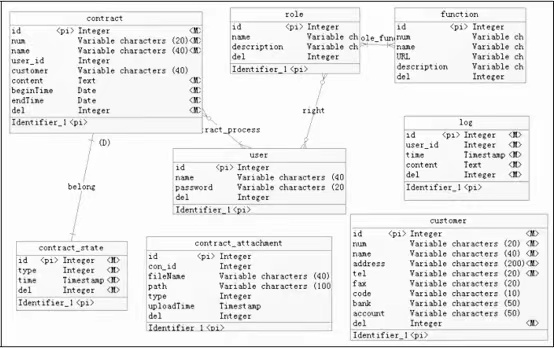 contract
id <pi> Integer <M>
num Variable characters (20) <M>
name Variable characters (40) <M>
user_id Integer
customer Variable characters (40)
content Text <M>
beginTime Date <M>
endTime Date <M>
del Integer <M>
Identifier_1 <pi>
role
id <pi> Integer
name Variable ch
description Variable ch
del Integer
Identifier_1 <pi>
ole_func
function
id <pi> Integer
num Variable ch
name Variable ch
URL Variable ch
description Variable ch
del Integer
Identifier_1 <pi>
ract_process
right
(D)
belong
user
id <pi> Integer
name Variable characters (40
password Variable characters (20
del Integer
Identifier_1 <pi>
log
id <pi> Integer <M>
user_id Integer <M>
time Timestamp <M>
content Text <M>
del Integer <M>
Identifier_1 <pi>
contract_state
id <pi> Integer <M>
type Integer <M>
time Timestamp <M>
del Integer <M>
Identifier_1 <pi>
contract_attachment
id <pi> Integer
con_id Integer
fileName Variable characters (40)
path Variable characters (100
type Integer
uploadTime Timestamp
del Integer
Identifier_1 <pi>
customer
id <pi> Integer <M>
num Variable characters (20) <M>
name Variable characters (40) <M>
address Variable characters (200) <M>
tel Variable characters (20) <M>
fax Variable characters (20)
code Variable characters (10)
bank Variable characters (50)
account Variable characters (50)
del Integer <M>
Identifier_1 <pi>